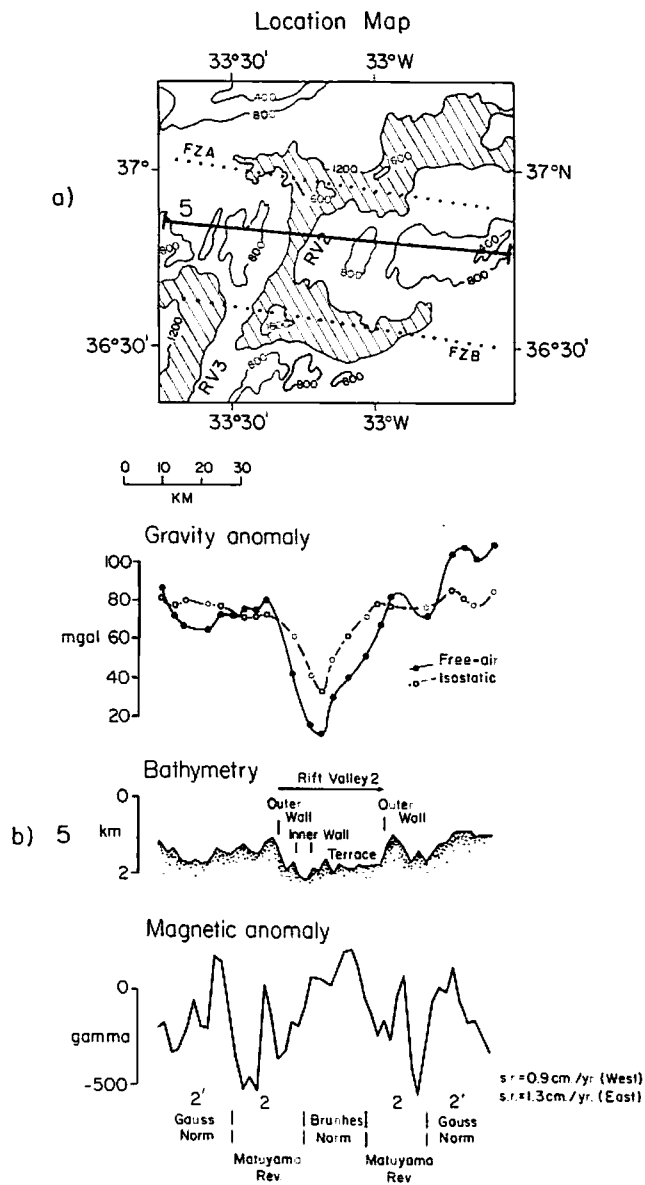 Location Map
33°30' 33°W
400
800
FZA
37°
1200
37°N
a)
5
RV2
800
800
800
400
800
1200
36°30'
RV3
800
800
800
FZB
36°30'
33°30' 33°W
0 10 20 30
KM
Gravity anomaly
100
80
60
mgal
40
20
Free-air
Isostatic
Bathymetry
Rift Valley 2
0
Outer Wall
Outer Wall
b) 5 km
Inner Wall
Terrace
2
Magnetic anomaly
0
gamma
-500
s.r.=0.9cm./yr. (West)
s.r.=1.3cm./yr. (East)
2' 2 2 2'
Gauss Norm
Brunhes Norm
Gauss Norm
Matuyama Rev.
Matuyama Rev.